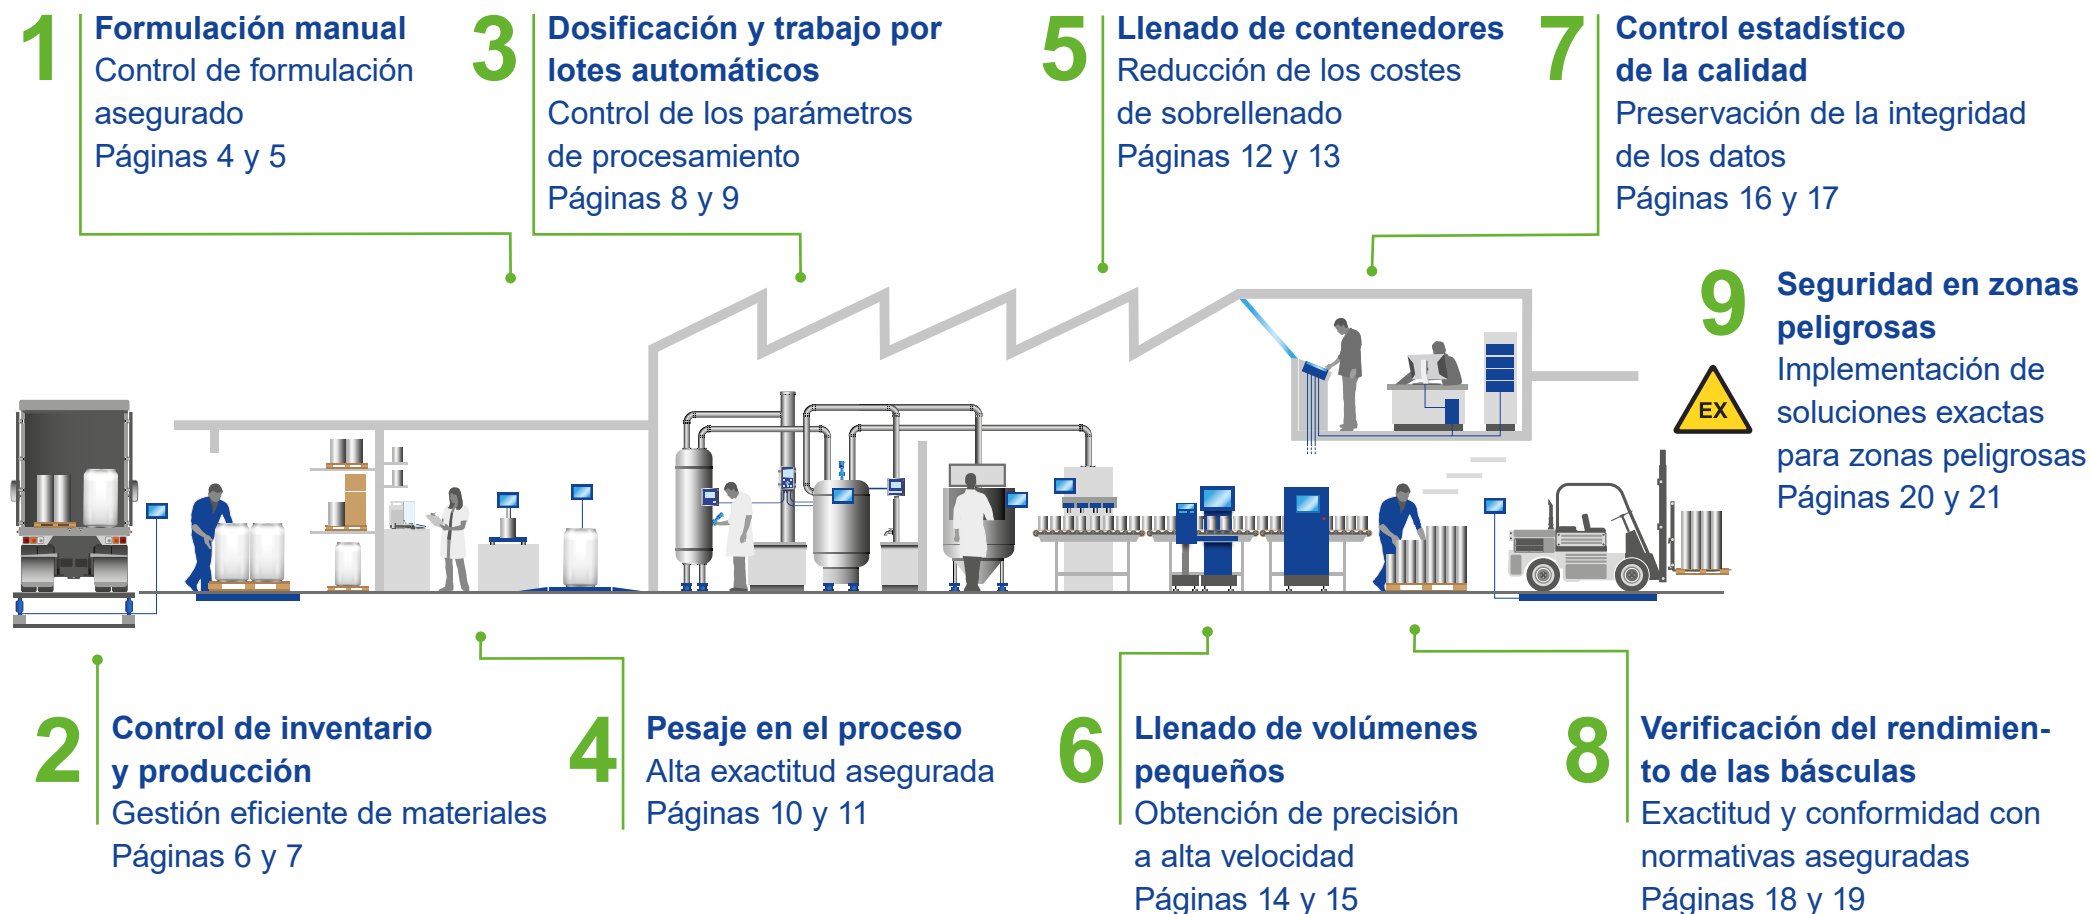 1
Formulación manual
Control de formulación
asegurado
Páginas 4 y 5
3
Dosificación y trabajo por
lotes automáticos
Control de los parámetros
de procesamiento
Páginas 8 y 9
5
Llenado de contenedores
Reducción de los costes
de sobrellenado
Páginas 12 y 13
7
Control estadístico
de la calidad
Preservación de la integridad
de los datos
Páginas 16 y 17
9
Seguridad en zonas
peligrosas
Implementación de
soluciones exactas
para zonas peligrosas
Páginas 20 y 21
EX
2
Control de inventario
y producción
Gestión eficiente de materiales
Páginas 6 y 7
4
Pesaje en el proceso
Alta exactitud asegurada
Páginas 10 y 11
6
Llenado de volúmenes
pequeños
Obtención de precisión
a alta velocidad
Páginas 14 y 15
8
Verificación del rendimien-
to de las básculas
Exactitud y conformidad con
normativas aseguradas
Páginas 18 y 19